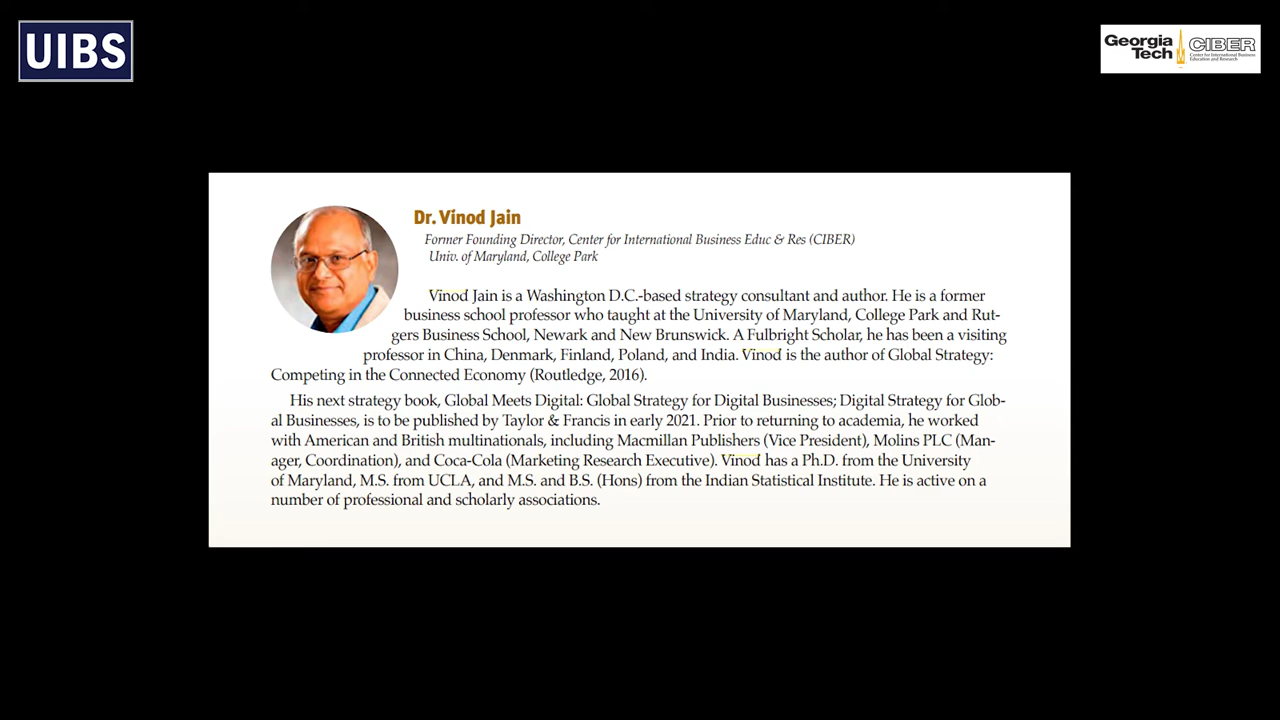 UIBS
Georgia
Tech
CIBER
Center for International Business
Education and Research
Dr. Vinod Jain
Former Founding Director, Center for International Business Educ & Res (CIBER)
Univ. of Maryland, College Park
Vinod Jain is a Washington D.C.-based strategy consultant and author. He is a former
business school professor who taught at the University of Maryland, College Park and Rut-
gers Business School, Newark and New Brunswick. A Fulbright Scholar, he has been a visiting
professor in China, Denmark, Finland, Poland, and India. Vinod is the author of Global Strategy:
Competing in the Connected Economy (Routledge, 2016).
His next strategy book, Global Meets Digital: Global Strategy for Digital Businesses; Digital Strategy for Glob-
al Businesses, is to be published by Taylor & Francis in early 2021. Prior to returning to academia, he worked
with American and British multinationals, including Macmillan Publishers (Vice President), Molins PLC (Man-
ager, Coordination), and Coca-Cola (Marketing Research Executive). Vinod has a Ph.D. from the University
of Maryland, M.S. from UCLA, and M.S. and B.S. (Hons) from the Indian Statistical Institute. He is active on a
number of professional and scholarly associations.